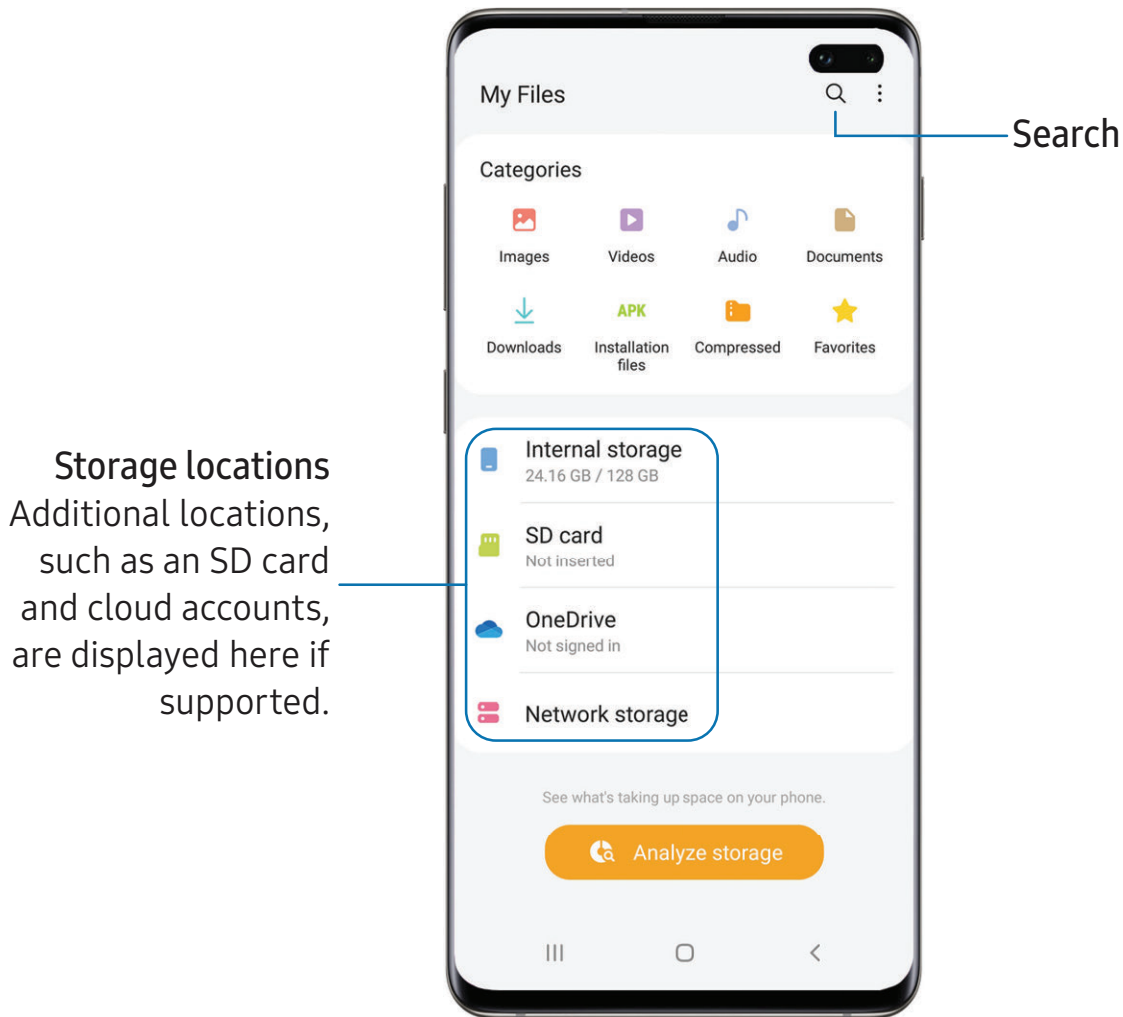 My Files
Search
Categories
Images Videos Audio Documents
APK
Downloads Installation files Compressed Favorites
Storage locations
Additional locations,
such as an SD card
and cloud accounts,
are displayed here if
supported.
Internal storage
24.16 GB / 128 GB
SD card
Not inserted
OneDrive
Not signed in
Network storage
See what's taking up space on your phone.
Analyze storage